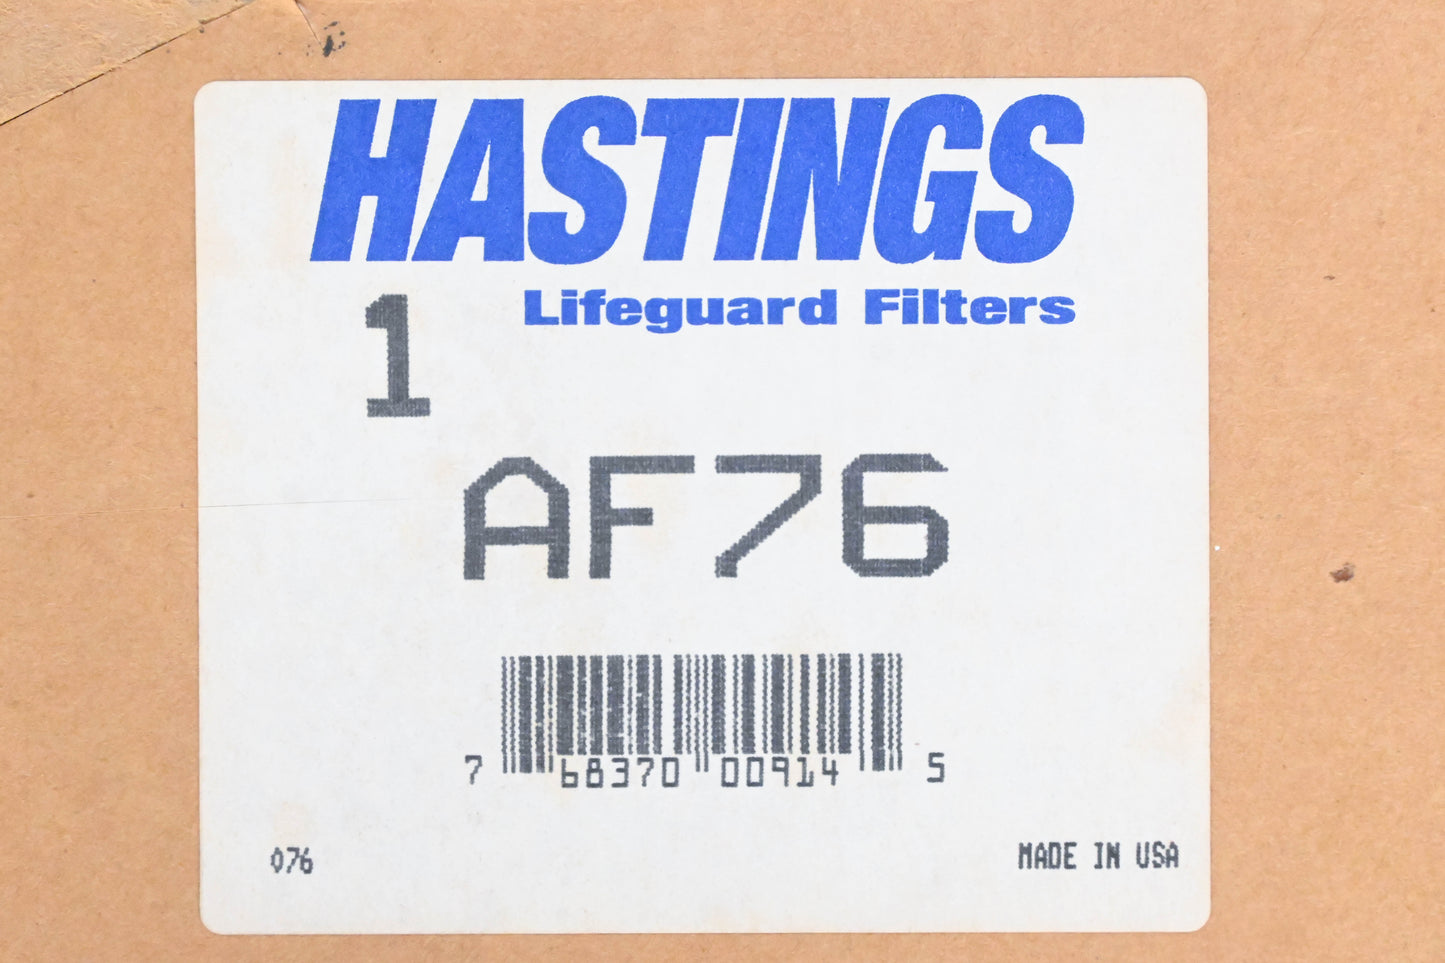 HASTINGS
Lifeguard Filters
1
AF76
7 68370 00914 5
076
MADE IN USA